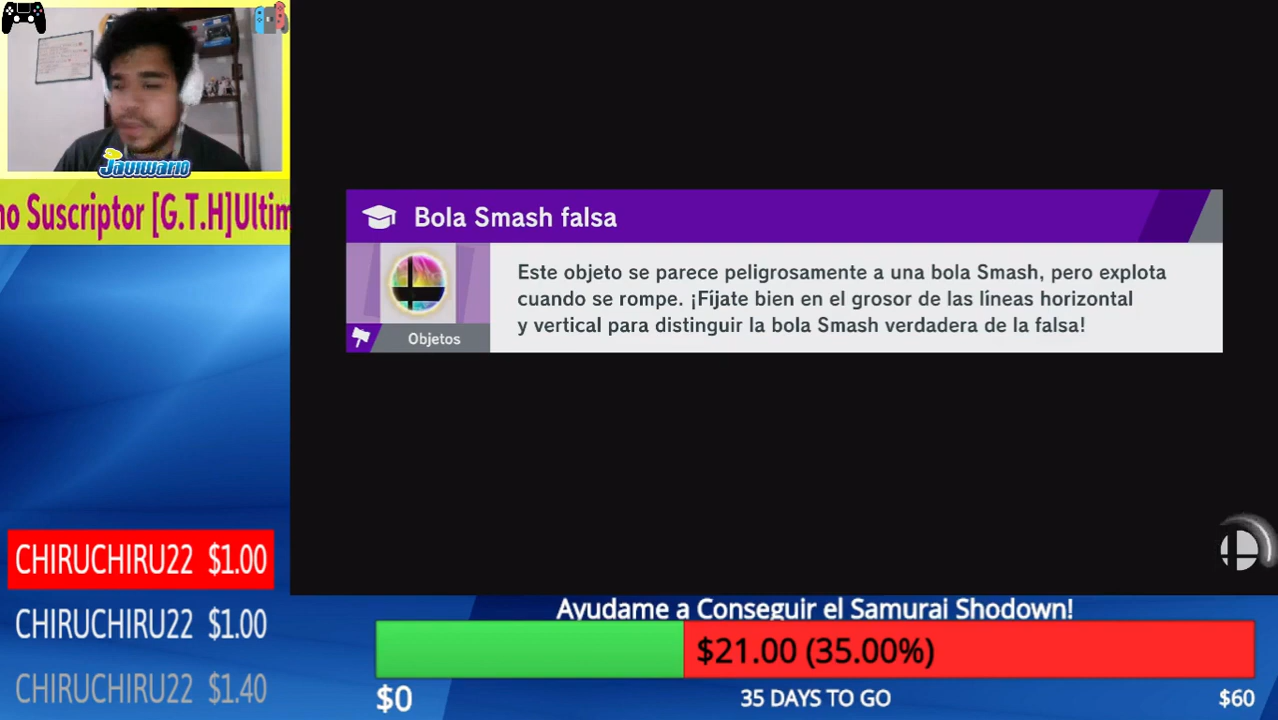 Javiwario
no Suscriptor [G.T.H]Ultim
Bola Smash falsa
Objetos
Este objeto se parece peligrosamente a una bola Smash, pero explota
cuando se rompe. ¡Fíjate bien en el grosor de las líneas horizontal
y vertical para distinguir la bola Smash verdadera de la falsa!
CHIRUCHIRU22 $1.00
CHIRUCHIRU22 $1.00
CHIRUCHIRU22 $1.40
Ayudame a Conseguir el Samurai Shodown!
$21.00 (35.00%)
$0
35 DAYS TO GO
$60